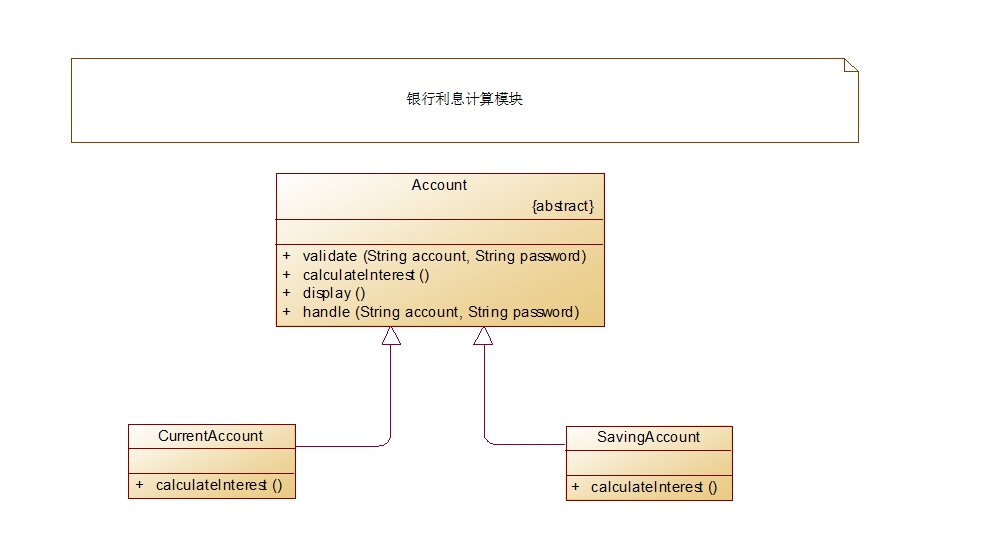 银行利息计算模块
Account
{abstract}
+ validate (String account, String password)
+ calculateInterest ()
+ display ()
+ handle (String account, String password)
CurrentAccount
+ calculateInterest ()
SavingAccount
+ calculateInterest ()